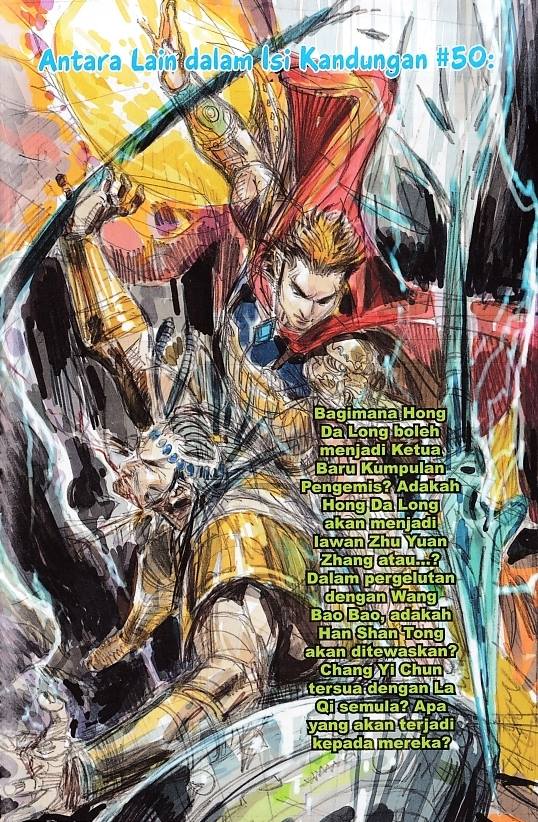 Antara Lain dalam Isi Kandungan #50:
Bagimana Hong
Da Long boleh
menjadi Ketua
Baru Kumpulan
Pengemis? Adakah
Hong Da Long
akan menjadi
lawan Zhu Yuan
Zhang atau...?
Dalam pergelutan
dengan Wang
Bao Bao, adakah
Han Shan Tong
akan ditewaskan?
Chang Yi Chun
tersua dengan La
Qi semula? Apa
yang akan terjadi
kepada mereka?